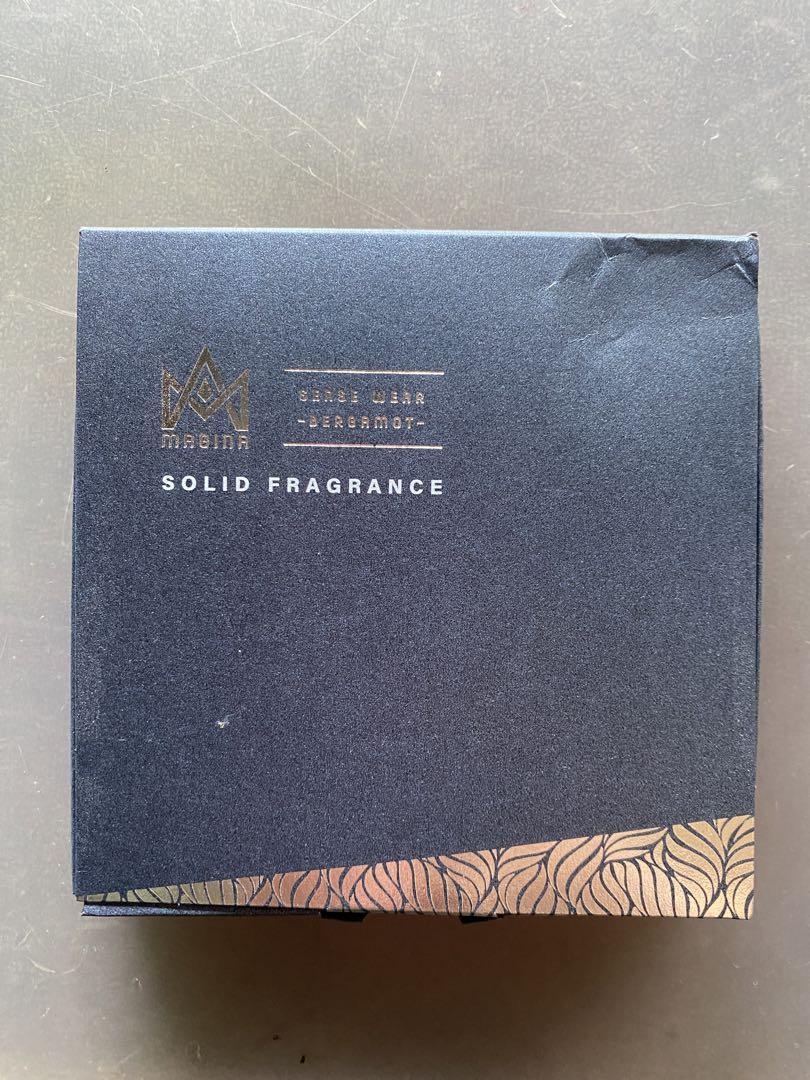 MAGINA
SENSE WEAR
-BERGAMOT-
SOLID FRAGRANCE